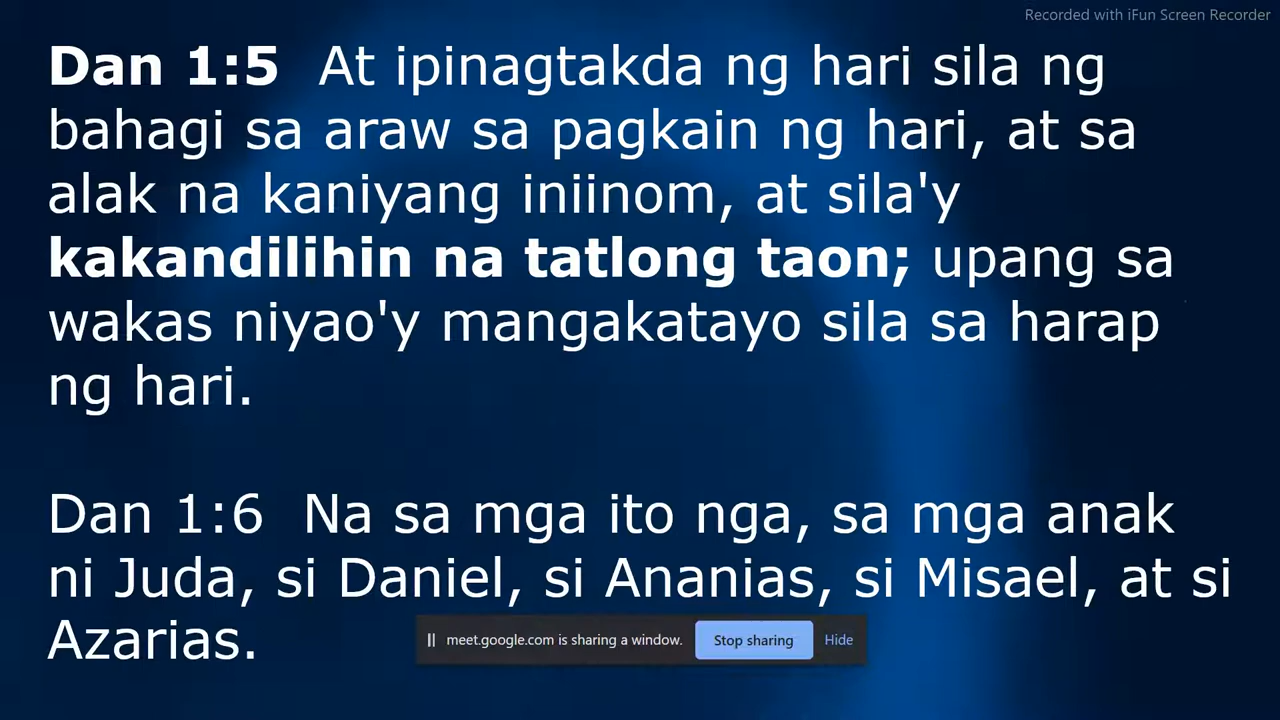 Recorded with iFun Screen Recorder
Dan 1:5 At ipinagtakda ng hari sila ng
bahagi sa araw sa pagkain ng hari, at sa
alak na kaniyang iniinom, at sila'y
kakandilihin na tatlong taon; upang sa
wakas niyao'y mangakatayo sila sa harap
ng hari.
Dan 1:6 Na sa mga ito nga, sa mga anak
ni Juda, si Daniel, si Ananias, si Misael, at si
Azarias.
meet.google.com is sharing a window. Stop sharing Hide